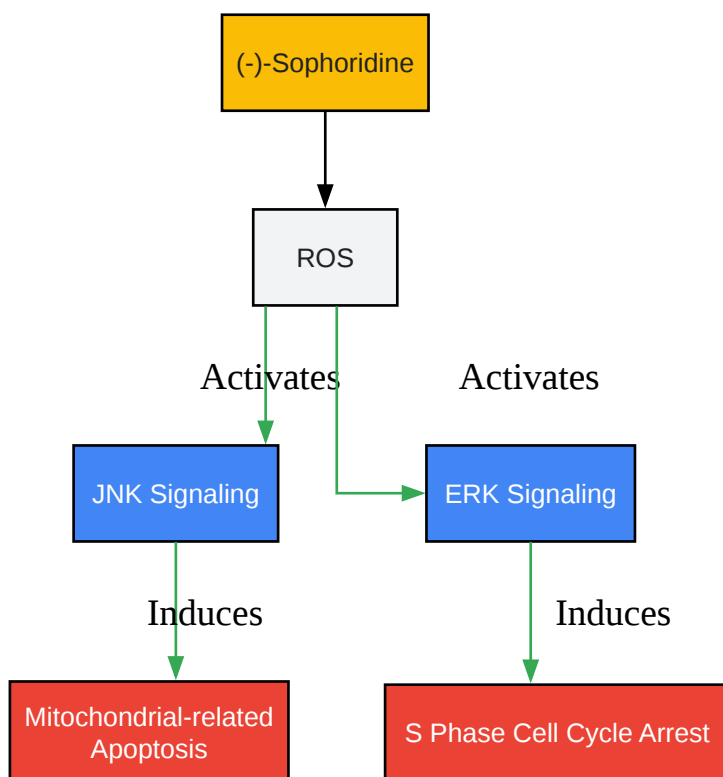 (-)-Sophoridine
ROS
Activates
Activates
JNK Signaling
ERK Signaling
Induces
Induces
Mitochondrial-related
Apoptosis
S Phase Cell Cycle Arrest